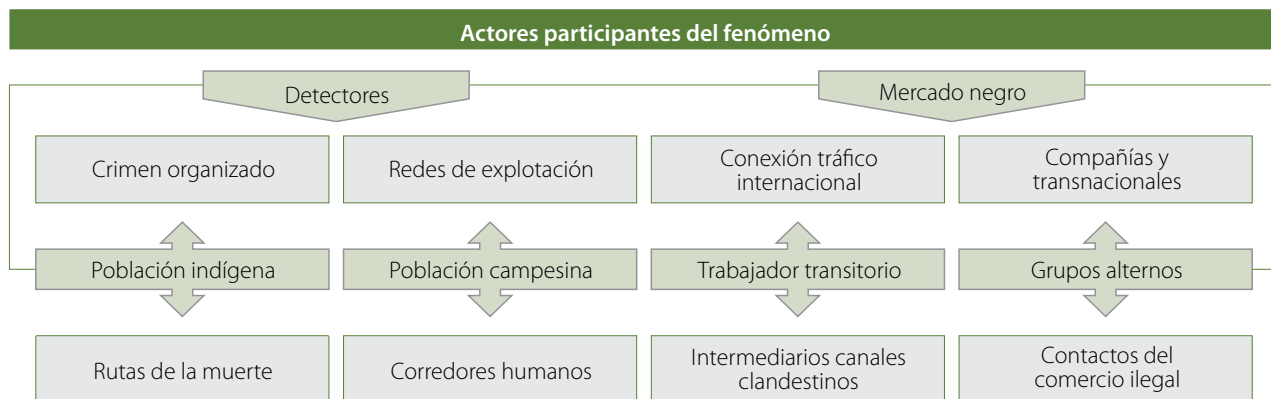 Actores participantes del fenómeno
Detectores
Mercado negro
Crimen organizado
Redes de explotación
Conexión tráfico
internacional
Compañías y
transnacionales
Población indígena
Población campesina
Trabajador transitorio
Grupos alternos
Rutas de la muerte
Corredores humanos
Intermediarios canales
clandestinos
Contactos del
comercio ilegal